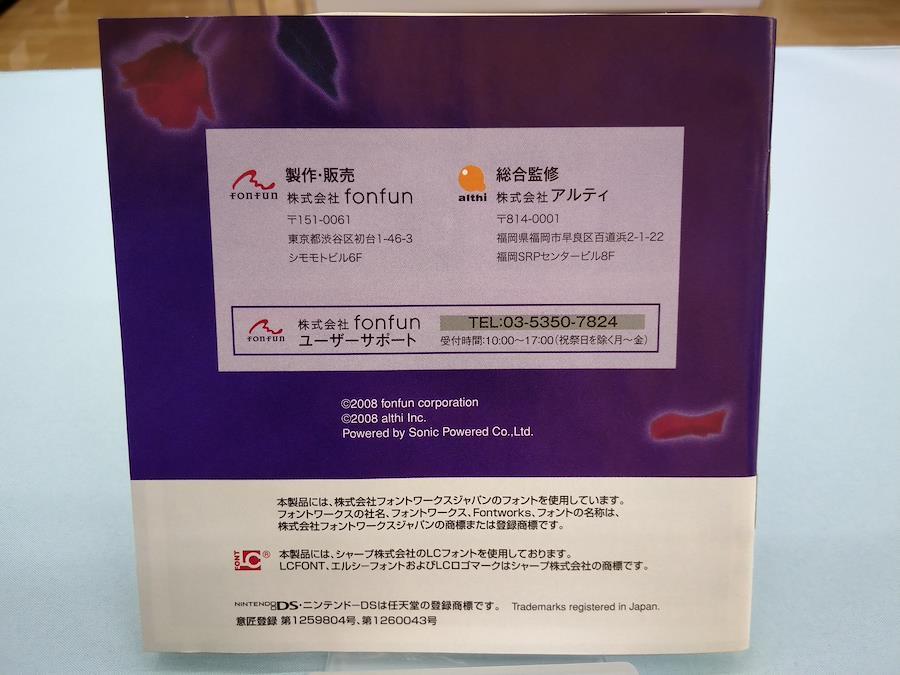 fonfun
製作・販売
株式会社 fonfun
〒151-0061
東京都渋谷区初台1-46-3
シモモトビル6F
althi
総合監修
株式会社 アルティ
〒814-0001
福岡県福岡市早良区百道浜2-1-22
福岡SRPセンタービル8F
fonfun
株式会社 fonfun
ユーザーサポート
TEL:03-5350-7824
受付時間:10:00〜17:00(祝祭日を除く月〜金)
©2008 fonfun corporation
©2008 althi Inc.
Powered by Sonic Powered Co.,Ltd.
本製品には、株式会社フォントワークスジャパンのフォントを使用しています。
フォントワークスの社名、フォントワークス、Fontworks、フォントの名称は、
株式会社フォントワークスジャパンの商標または登録商標です。
LC FONT ®
本製品には、シャープ株式会社のLCフォントを使用しております。
LCFONT、エルシーフォントおよびLCロゴマークはシャープ株式会社の商標です。
NINTENDO DS・ニンテンドーDSは任天堂の登録商標です。 Trademarks registered in Japan.
意匠登録 第1259804号、第1260043号